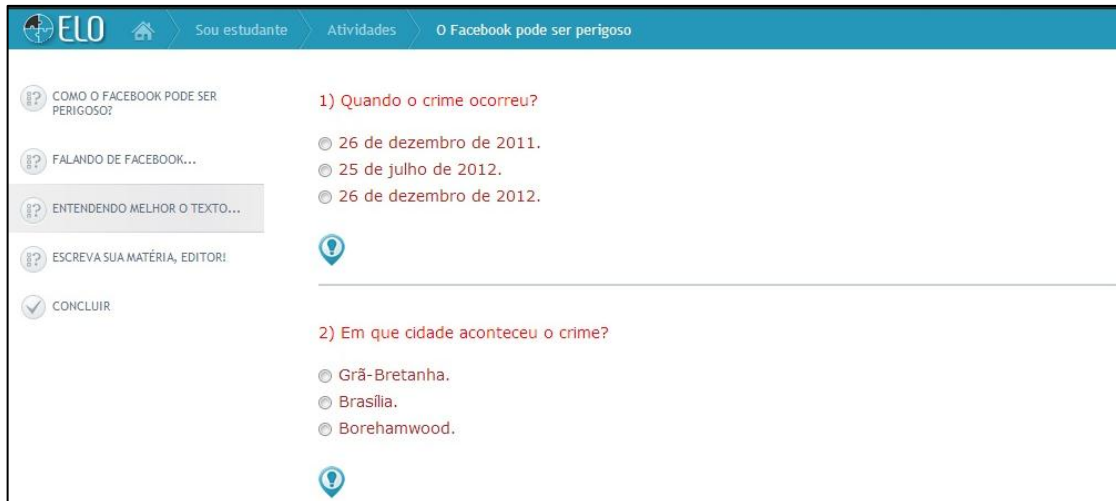 ELO Sou estudante Atividades O Facebook pode ser perigoso
COMO O FACEBOOK PODE SER
PERIGOSO?
FALANDO DE FACEBOOK...
ENTENDENDO MELHOR O TEXTO...
ESCREVA SUA MATÉRIA, EDITOR!
CONCLUIR
1) Quando o crime ocorreu?
26 de dezembro de 2011.
25 de julho de 2012.
26 de dezembro de 2012.
2) Em que cidade aconteceu o crime?
Grã-Bretanha.
Brasília.
Borehamwood.